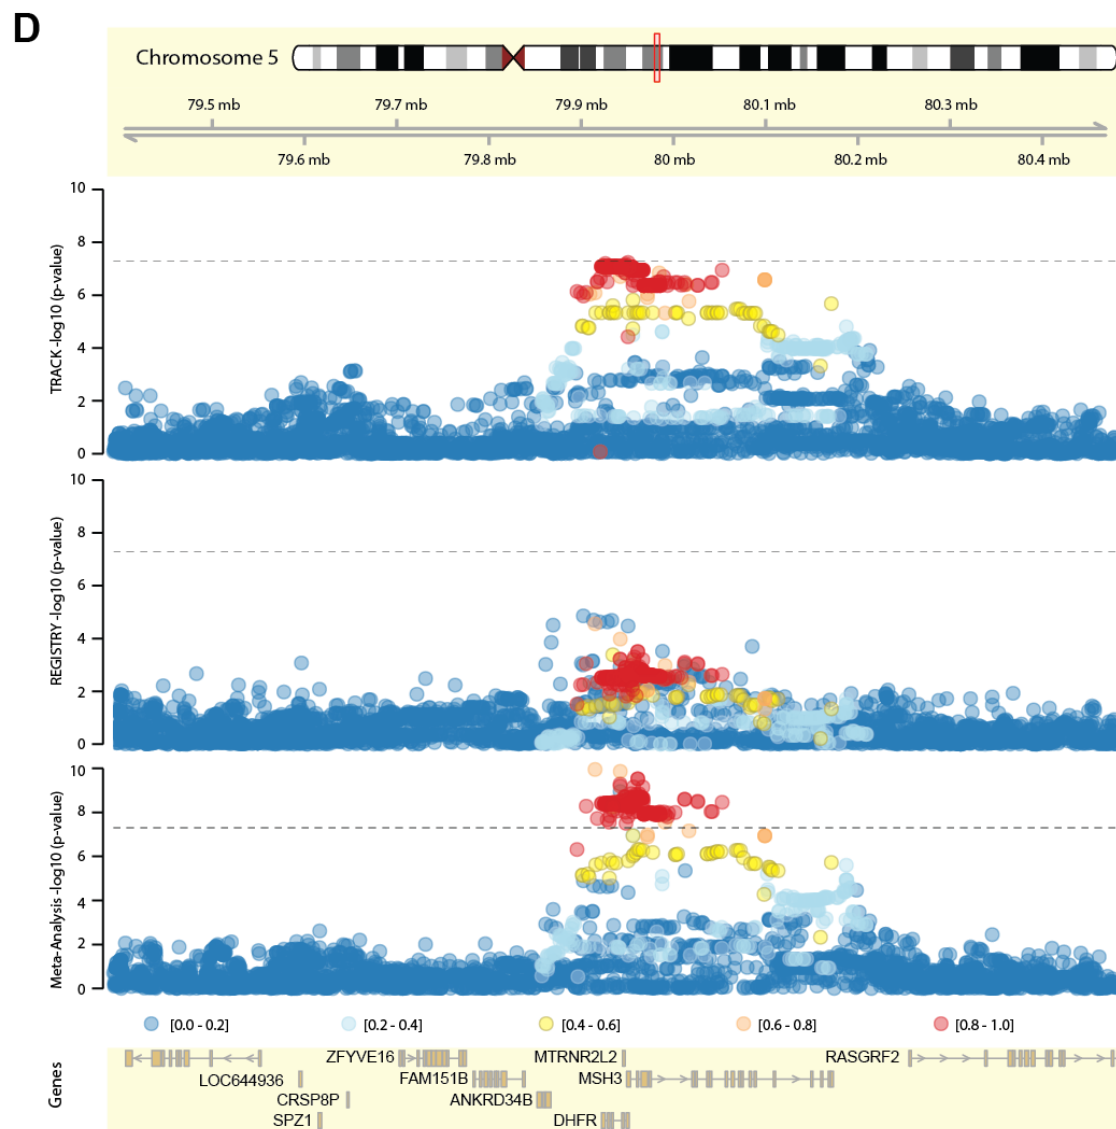 D
Chromosome 5
79.5 mb 79.7 mb 79.9 mb 80.1 mb 80.3 mb
79.6 mb 79.8 mb 80 mb 80.2 mb 80.4 mb
TRACK -log10 (p-value)
10
8
6
4
2
0
REGISTRY -log10 (p-value)
10
8
6
4
2
0
Meta-Analysis -log10 (p-value)
10
8
6
4
2
0
[0.0 - 0.2] [0.2 - 0.4] [0.4 - 0.6] [0.6 - 0.8] [0.8 - 1.0]
Genes
ZFYVE16 MTRNR2L2 RASGRF2
LOC644936 FAM151B MSH3
CRSP8P ANKRD34B
SPZ1 DHFR